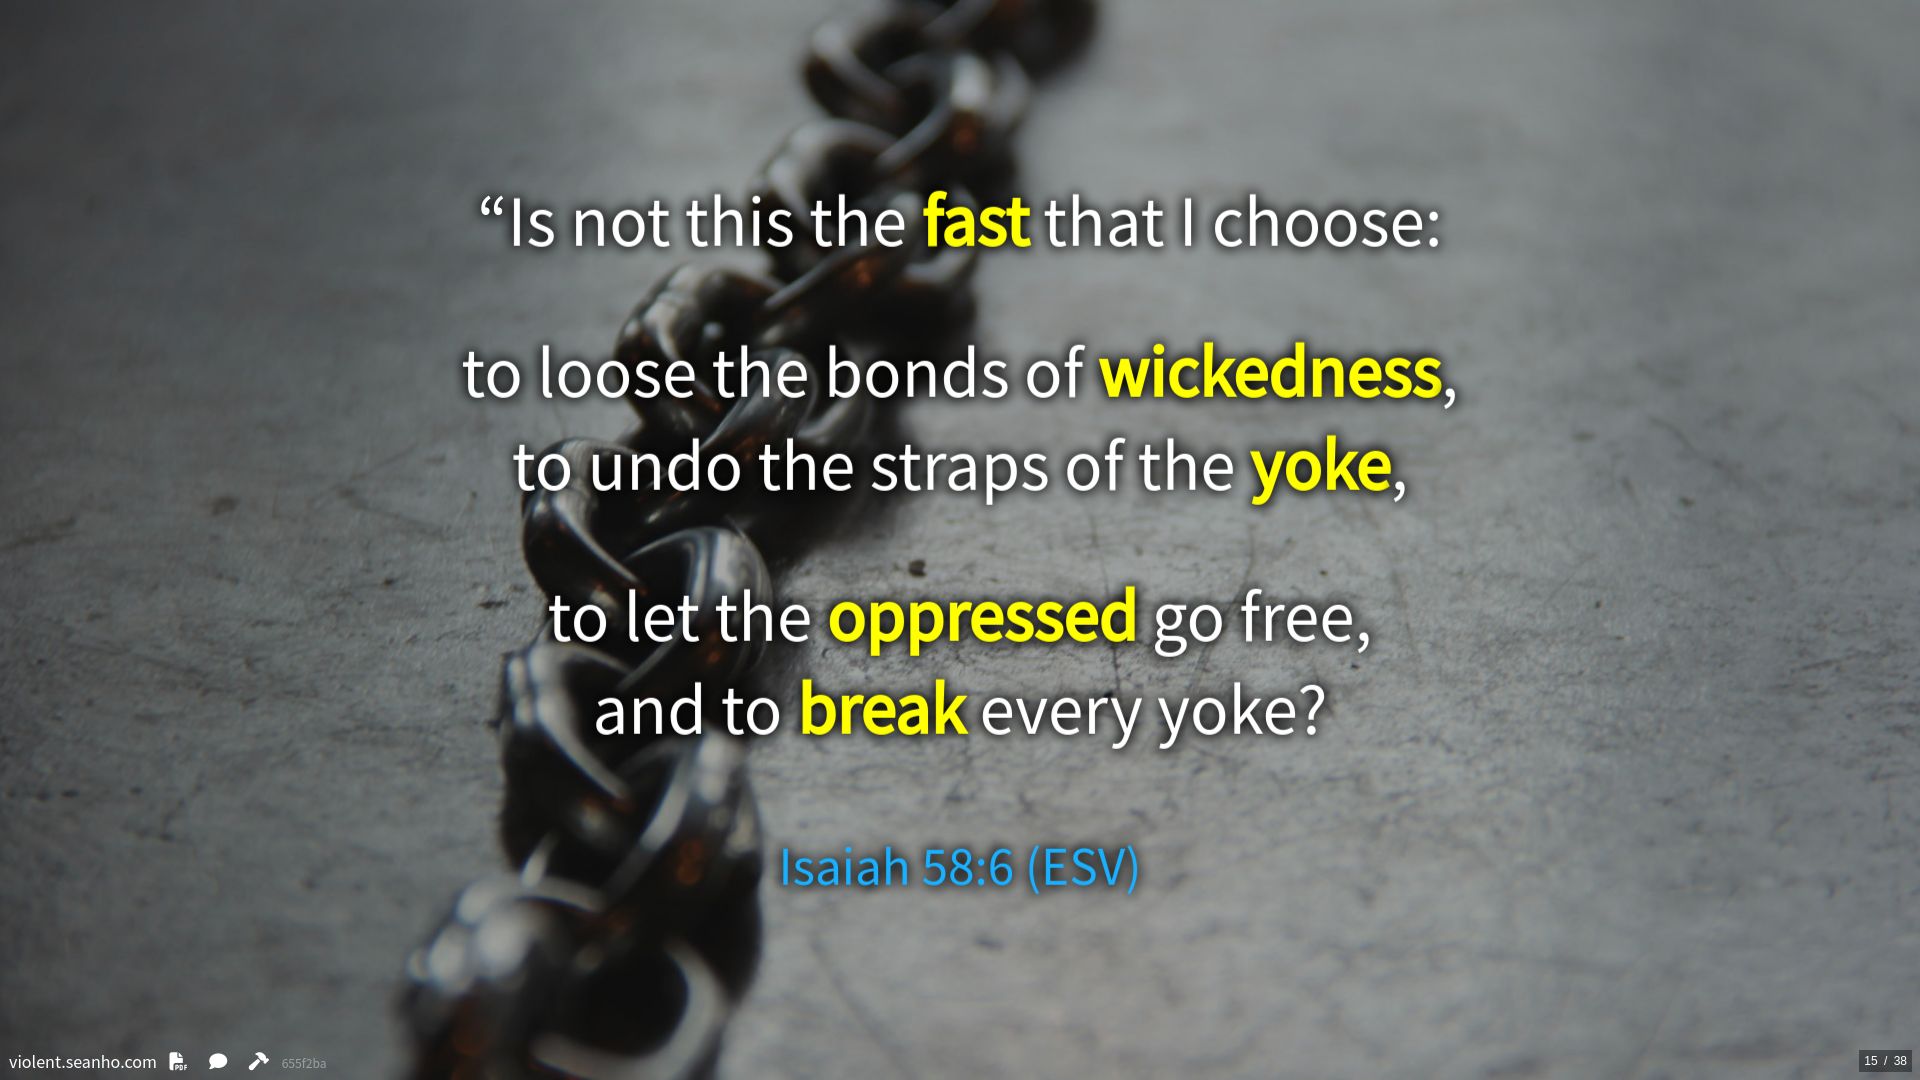 “Is not this the fast that I choose:
to loose the bonds of wickedness,
to undo the straps of the yoke,
to let the oppressed go free,
and to break every yoke?
Isaiah 58:6 (ESV)
violent.seanho.com PDF 655f2ba
15 / 38